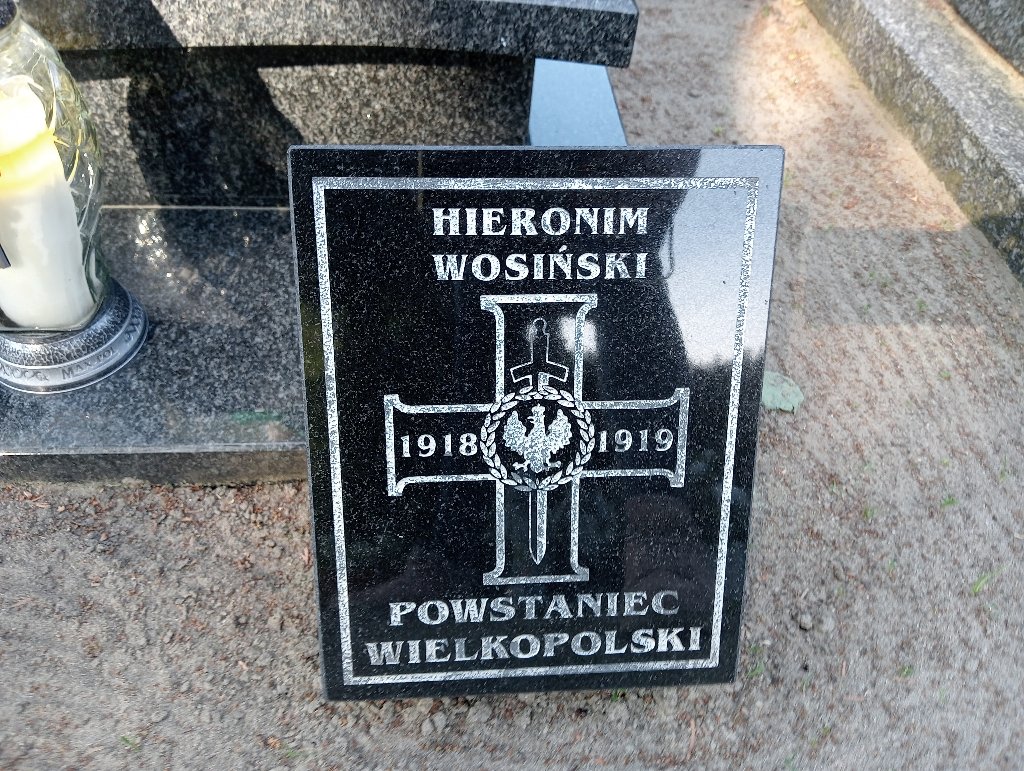 HIERONIM
WOSIŃSKI
1918 1919
POWSTANIEC
WIELKOPOLSKI